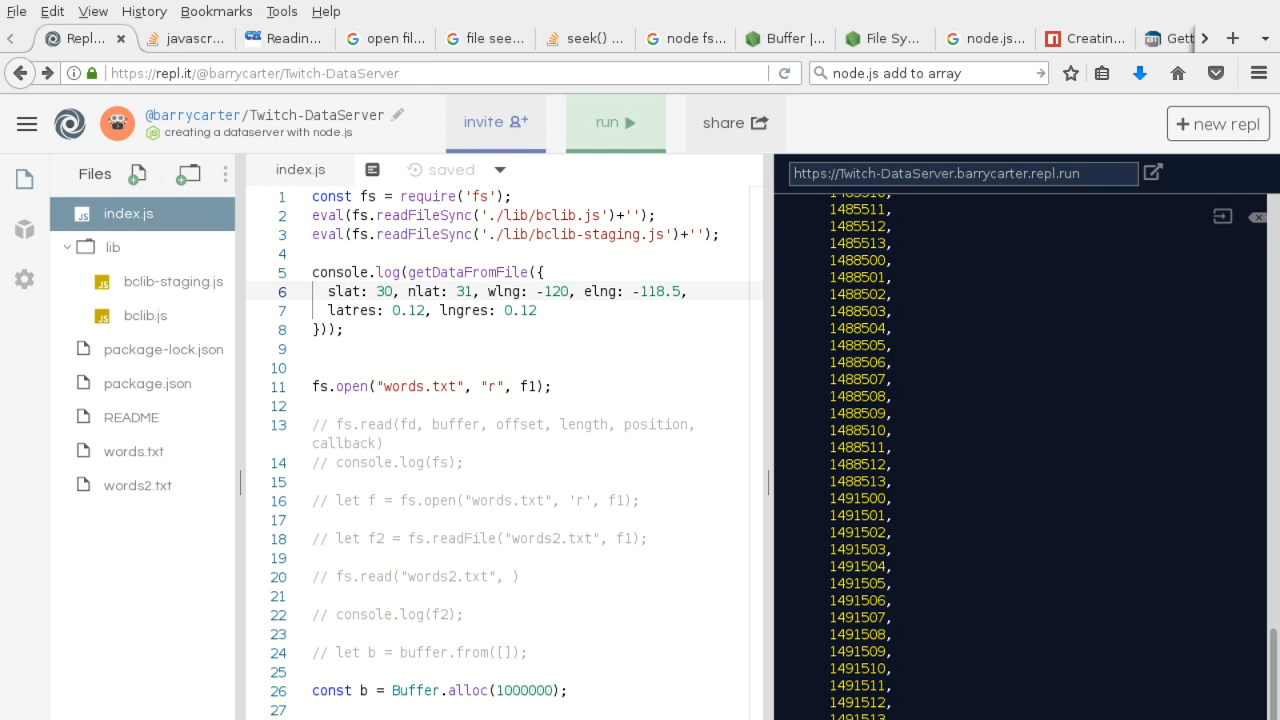 File Edit View History Bookmarks Tools Help
Repl... × javascr... Readin... open fil... file see... seek() ... node fs... Buffer |... File Sy... node.js... Creatin... Gett
https://repl.it/@barrycarter/Twitch-DataServer
node.js add to array
@barrycarter/Twitch-DataServer
creating a dataserver with node.js
invite
run
share
+ new repl
Files
index.js
lib
bclib-staging.js
bclib.js
package-lock.json
package.json
README
words.txt
words2.txt
index.js
saved
1 const fs = require('fs');
2 eval(fs.readFileSync('./lib/bclib.js')+'');
3 eval(fs.readFileSync('./lib/bclib-staging.js')+'');
4
5 console.log(getDataFromFile({
6 slat: 30, nlat: 31, wlng: -120, elng: -118.5,
7 latres: 0.12, lngres: 0.12
8 }));
9
10
11 fs.open("words.txt", "r", f1);
12
13 // fs.read(fd, buffer, offset, length, position,
callback)
14 // console.log(fs);
15
16 // let f = fs.open("words.txt", 'r', f1);
17
18 // let f2 = fs.readFile("words2.txt", f1);
19
20 // fs.read("words2.txt", )
21
22 // console.log(f2);
23
24 // let b = buffer.from([]);
25
26 const b = Buffer.alloc(1000000);
27
https://Twitch-DataServer.barrycarter.repl.run
1485510,
1485511,
1485512,
1485513,
1488500,
1488501,
1488502,
1488503,
1488504,
1488505,
1488506,
1488507,
1488508,
1488509,
1488510,
1488511,
1488512,
1488513,
1491500,
1491501,
1491502,
1491503,
1491504,
1491505,
1491506,
1491507,
1491508,
1491509,
1491510,
1491511,
1491512,
1491513,